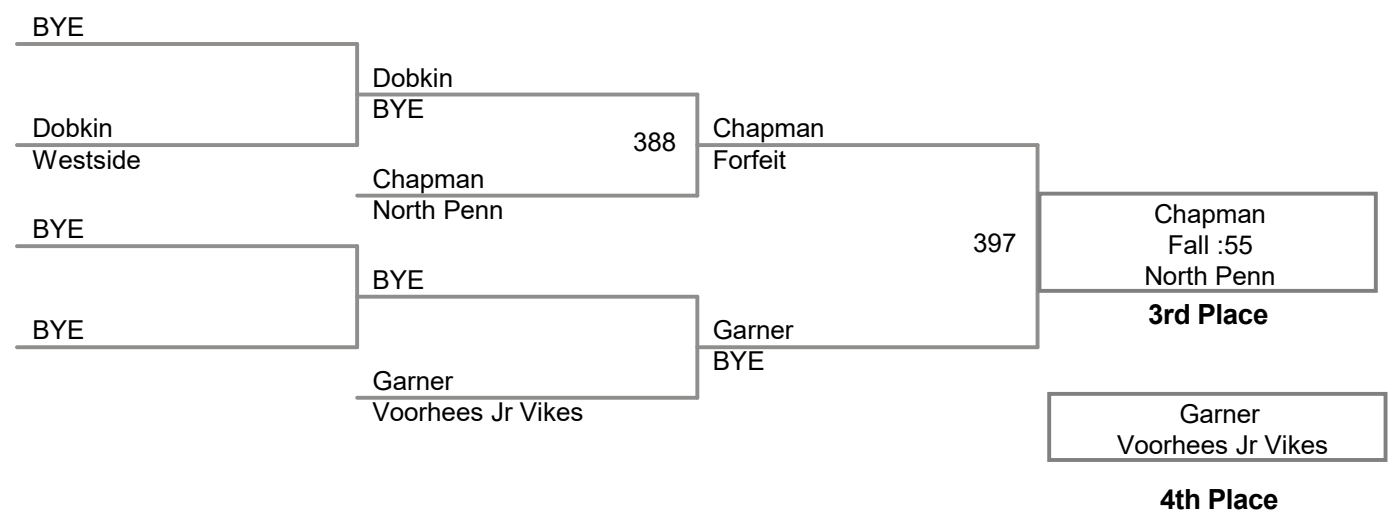 BYE
Dobkin
Westside
BYE
BYE
Dobkin
BYE
388
Chapman
North Penn
BYE
Garner
Voorhees Jr Vikes
Chapman
Forfeit
397
Garner
BYE
Chapman
Fall :55
North Penn
3rd Place
Garner
Voorhees Jr Vikes
4th Place